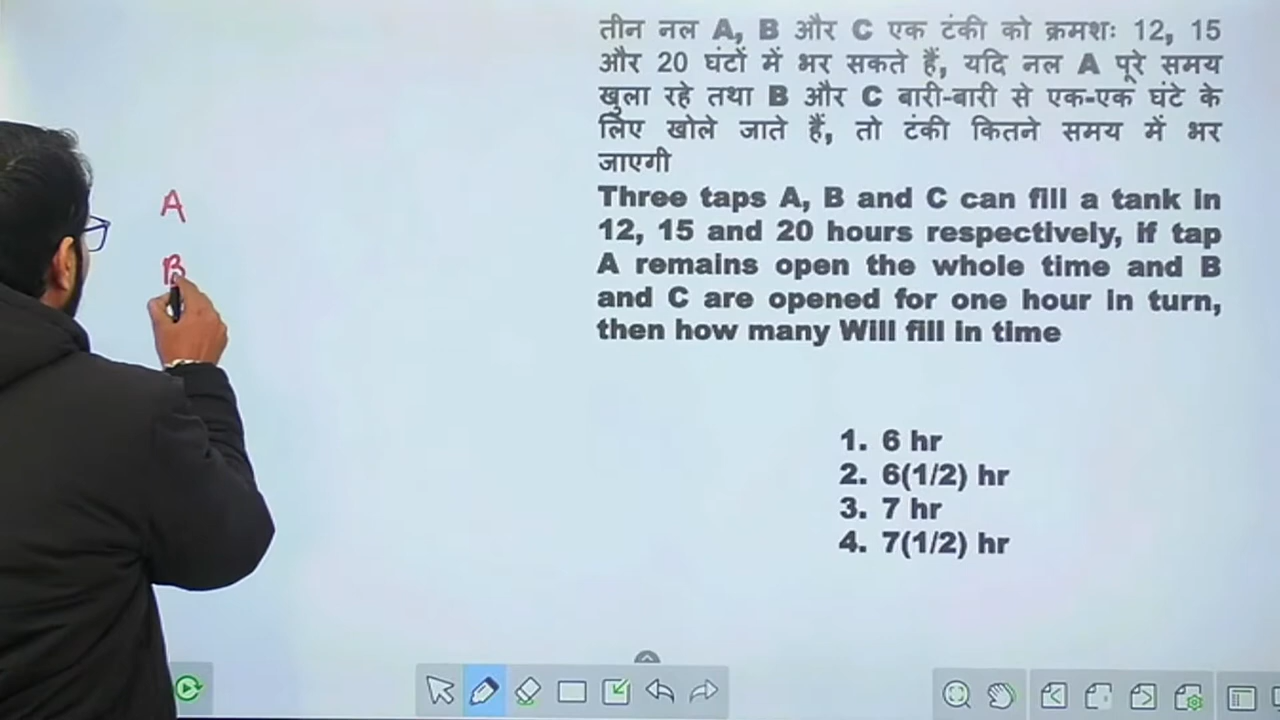 तीन नल A, B और C एक टंकी को क्रमशः 12, 15
और 20 घंटों में भर सकते हैं, यदि नल A पूरे समय
खुला रहे तथा B और C बारी-बारी से एक-एक घंटे के
लिए खोले जाते हैं, तो टंकी कितने समय में भर
जाएगी
Three taps A, B and C can fill a tank in
12, 15 and 20 hours respectively, if tap
A remains open the whole time and B
and C are opened for one hour in turn,
then how many Will fill in time
A
B
1. 6 hr
2. 6(1/2) hr
3. 7 hr
4. 7(1/2) hr